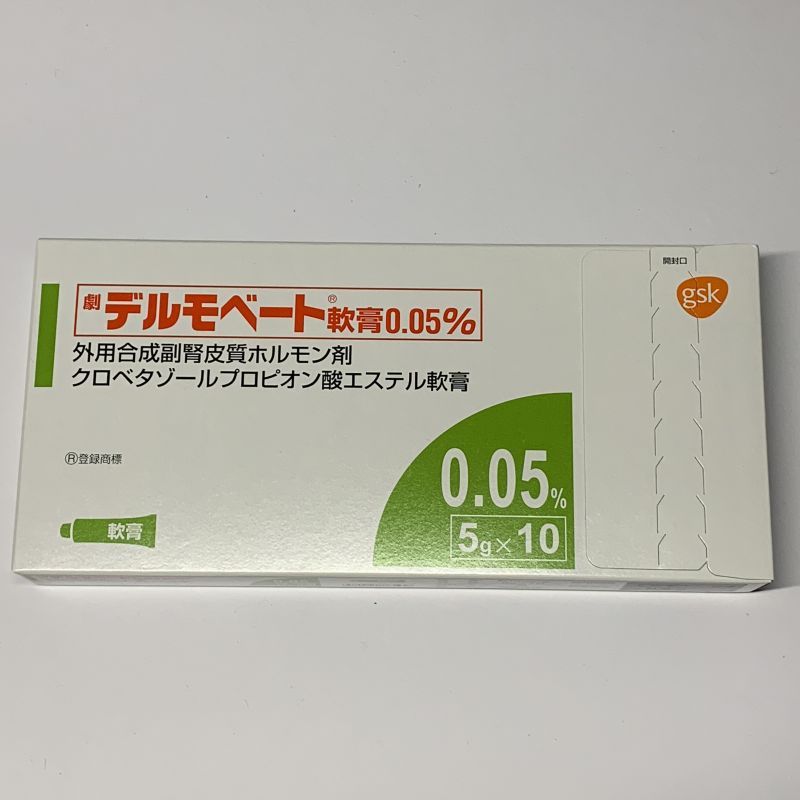 開封口
gsk
劇 デルモベート®軟膏0.05%
外用合成副腎皮質ホルモン剤
クロベタゾールプロピオン酸エステル軟膏
Ⓡ登録商標
0.05%
5g×10
軟膏